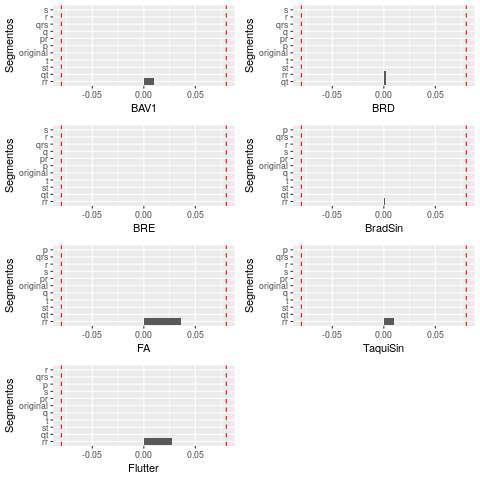 Segmentos
s
r
qrs
q
pr
p
original
t
st
qt
rr
-0.05 0.00 0.05
BAV1
Segmentos
s
r
qrs
q
pr
p
original
t
st
rr
qt
-0.05 0.00 0.05
BRD
Segmentos
s
r
qrs
q
pr
p
original
t
st
qt
rr
-0.05 0.00 0.05
BRE
Segmentos
p
r
qrs
s
pr
original
q
t
st
qt
rr
-0.05 0.00 0.05
BradSin
Segmentos
p
qrs
r
s
pr
original
q
t
st
qt
rr
-0.05 0.00 0.05
FA
Segmentos
p
qrs
r
s
pr
original
q
t
st
qt
rr
-0.05 0.00 0.05
TaquiSin
Segmentos
r
qrs
p
s
pr
original
q
t
st
qt
rr
-0.05 0.00 0.05
Flutter